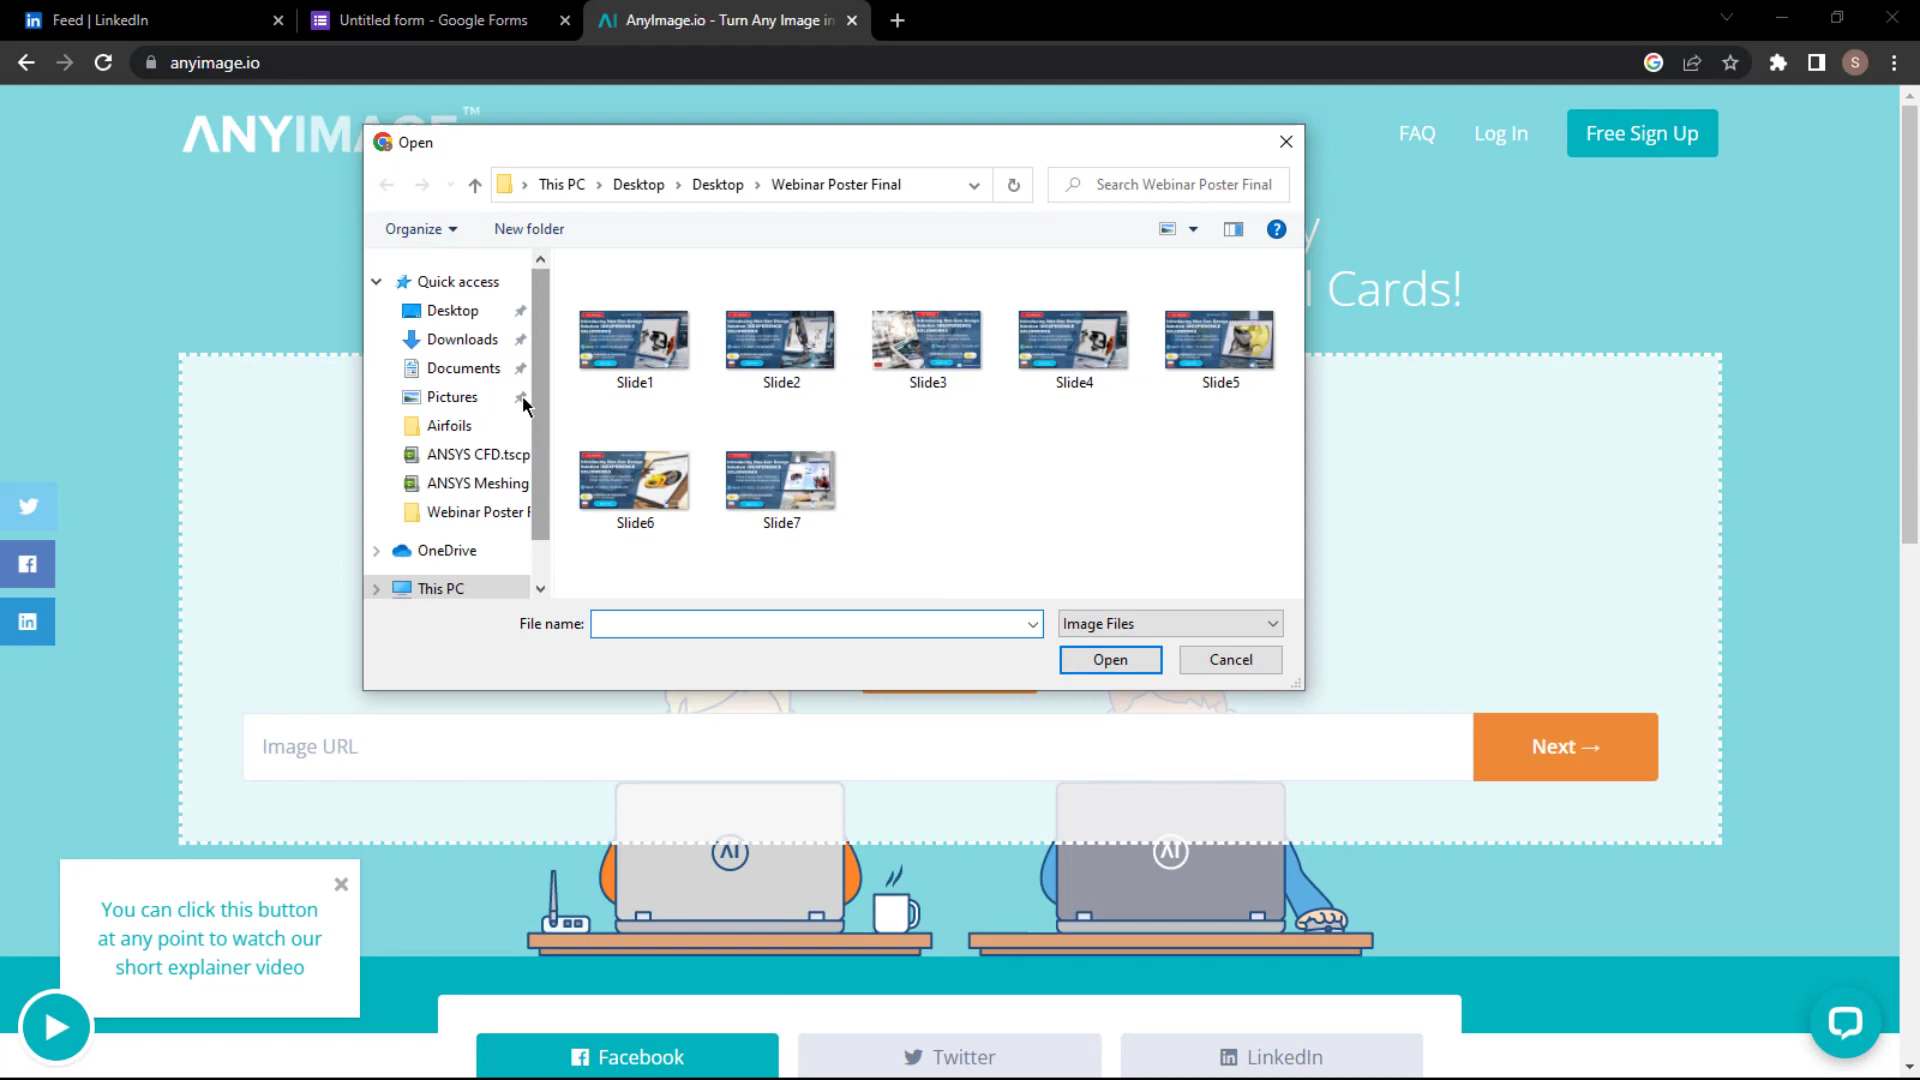 Feed | LinkedIn
Untitled form - Google Forms
AnyImage.io - Turn Any Image in
anyimage.io
S
ANYIMA
TM
FAQ
Log In
Free Sign Up
Open
This PC > Desktop > Desktop > Webinar Poster Final
Search Webinar Poster Final
Organize
New folder
Quick access
Desktop
Downloads
Documents
Pictures
Airfoils
ANSYS CFD.tscp
ANSYS Meshing
Webinar Poster F
OneDrive
This PC
Slide1
Slide2
Slide3
Slide4
Slide5
Slide6
Slide7
File name:
Image Files
Open
Cancel
y
l Cards!
Image URL
Next →
You can click this button
at any point to watch our
short explainer video
Facebook
Twitter
LinkedIn